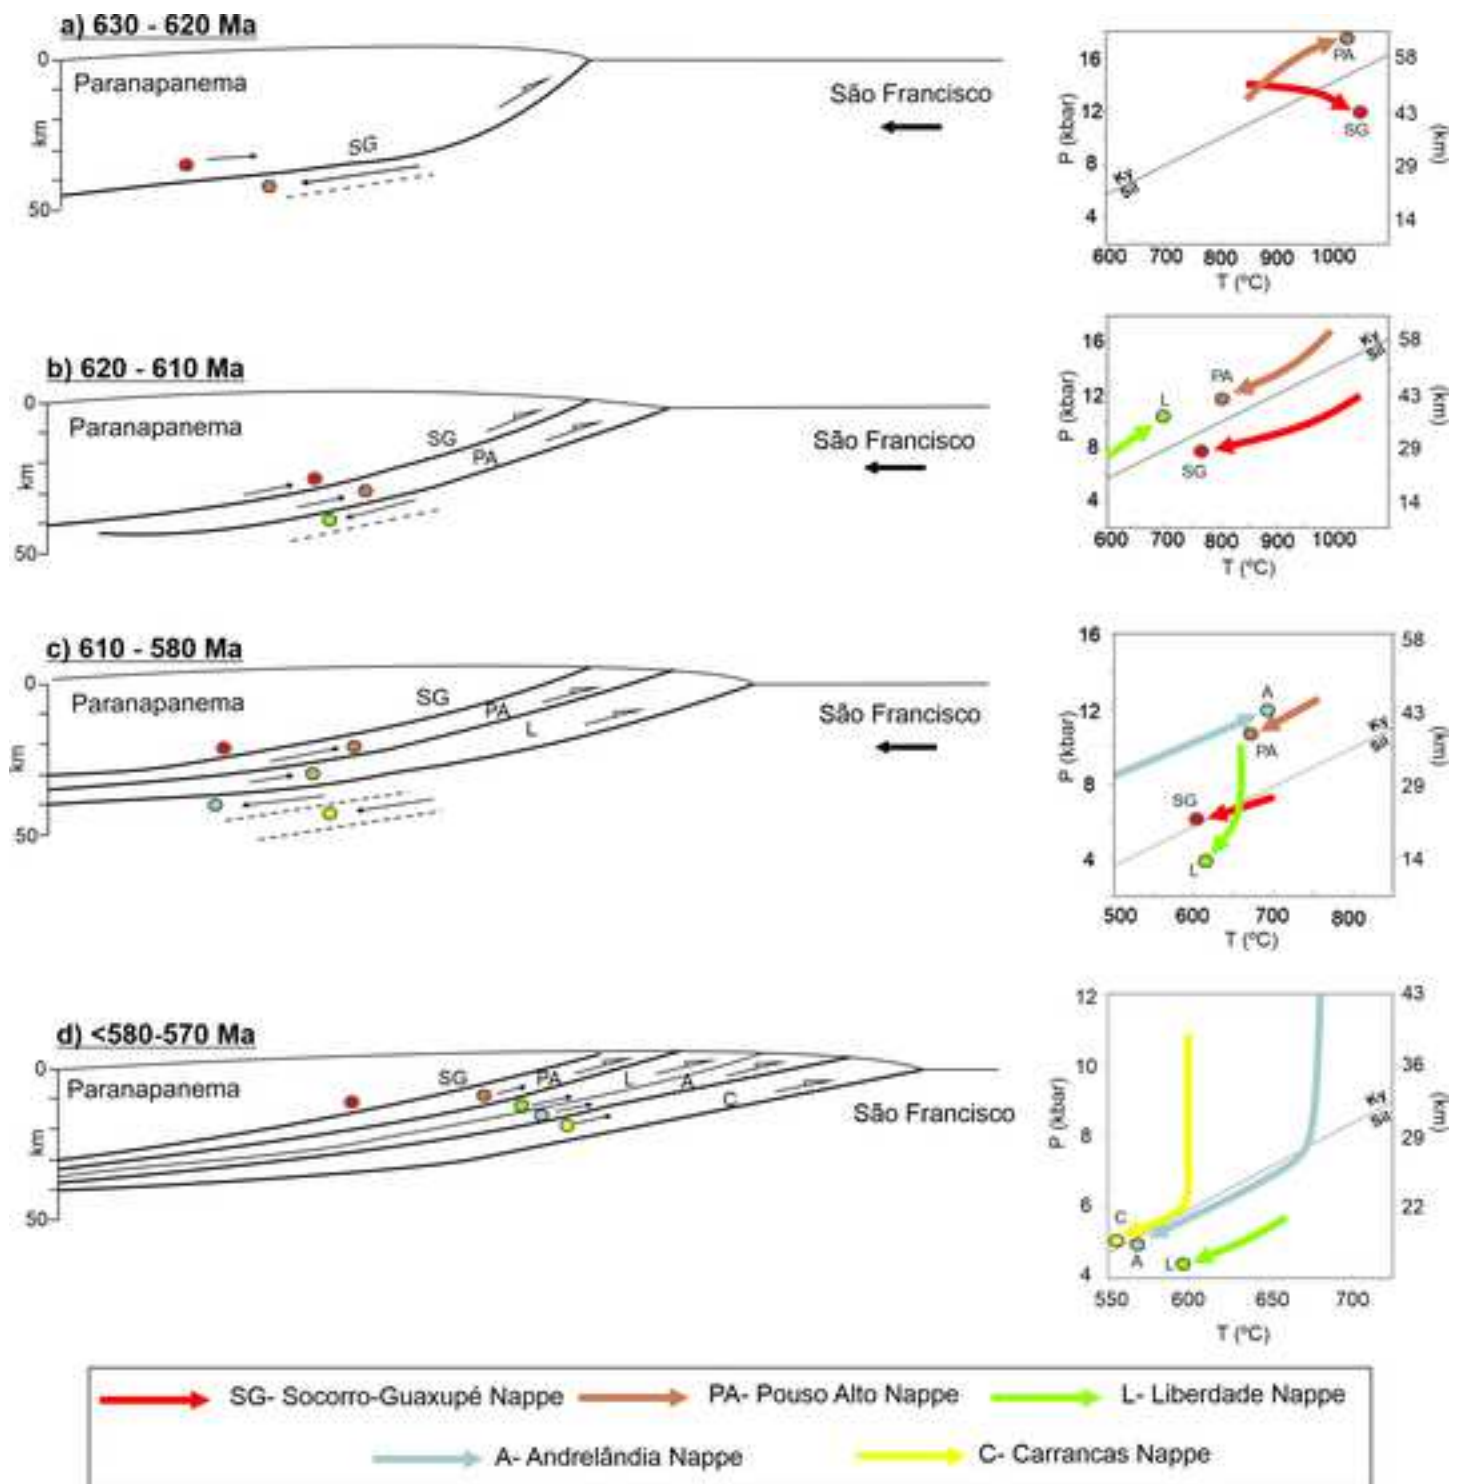 a) 630 - 620 Ma
0
Paranapanema
São Francisco
SG
km
50
16
12
8
4
P (kbar)
PA
SG
Ky
Sil
58
43
29
14
(km)
600 700 800 900 1000
T (ºC)
b) 620 - 610 Ma
0
Paranapanema
São Francisco
SG
PA
km
50
16
12
8
4
P (kbar)
L
PA
SG
Ky
Sil
58
43
29
14
(km)
600 700 800 900 1000
T (ºC)
c) 610 - 580 Ma
0
Paranapanema
São Francisco
SG
PA
L
km
50
16
12
8
4
P (kbar)
A
PA
SG
L
Ky
Sil
58
43
29
14
(km)
500 600 700 800
T (ºC)
d) <580-570 Ma
0
Paranapanema
São Francisco
SG
PA
L
A
C
km
50
12
10
8
6
4
P (kbar)
C
A
L
Ky
Sil
43
36
29
22
(km)
550 600 650 700
T (ºC)
SG- Socorro-Guaxupé Nappe PA- Pouso Alto Nappe L- Liberdade Nappe
A- Andrelândia Nappe C- Carrancas Nappe